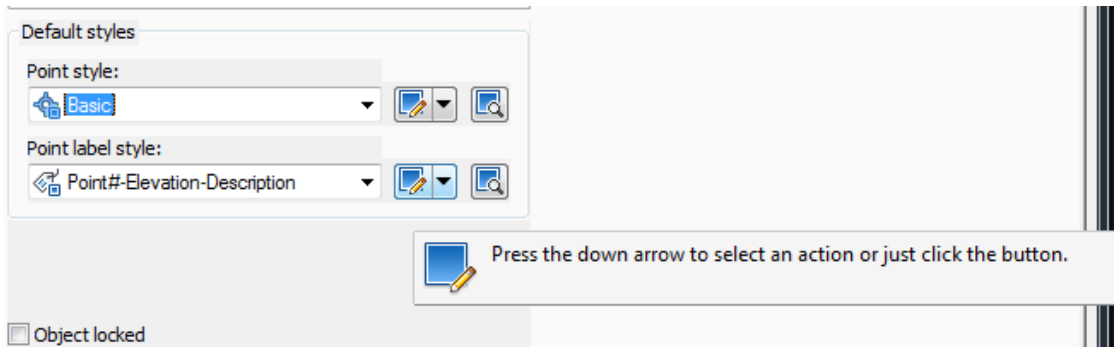 Default styles
Point style:
Basic
Point label style:
Point#-Elevation-Description
Press the down arrow to select an action or just click the button.
Object locked